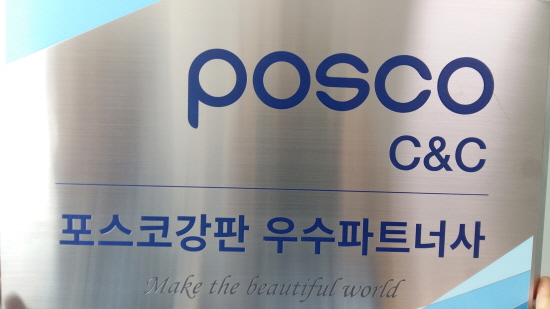 posco
C&C
포스코강판 우수파트너사
Make the beautiful world